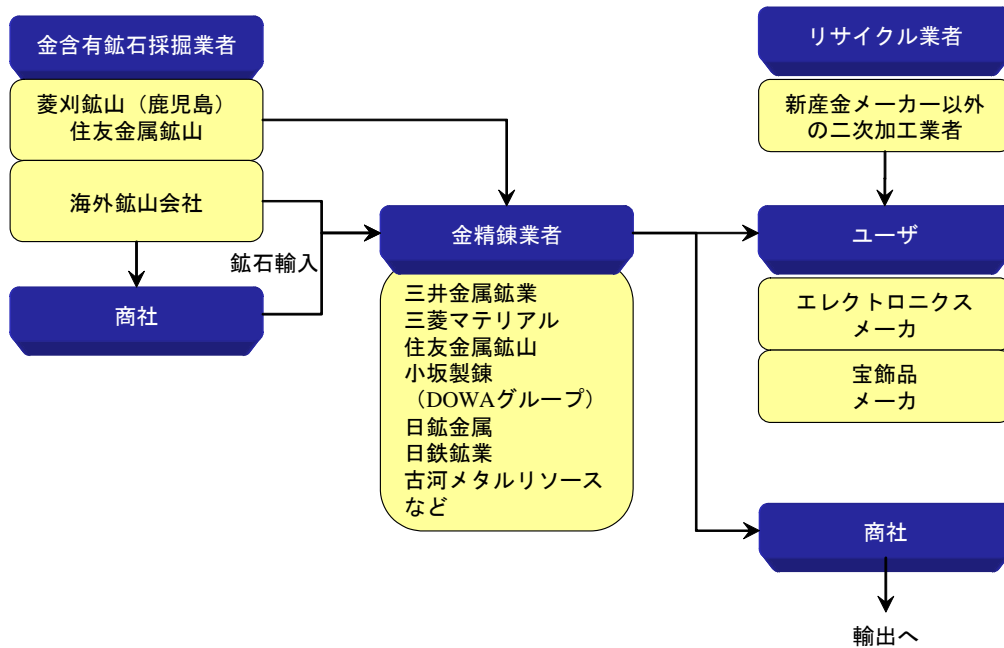 金含有鉱石採掘業者
菱刈鉱山（鹿児島）
住友金属鉱山
海外鉱山会社
鉱石輸入
商社
金精錬業者
三井金属鉱業
三菱マテリアル
住友金属鉱山
小坂製錬
（DOWAグループ）
日鉱金属
日鉄鉱業
古河メタルリソース
など
リサイクル業者
新産金メーカー以外
の二次加工業者
ユーザ
エレクトロニクス
メーカ
宝飾品
メーカ
商社
輸出へ